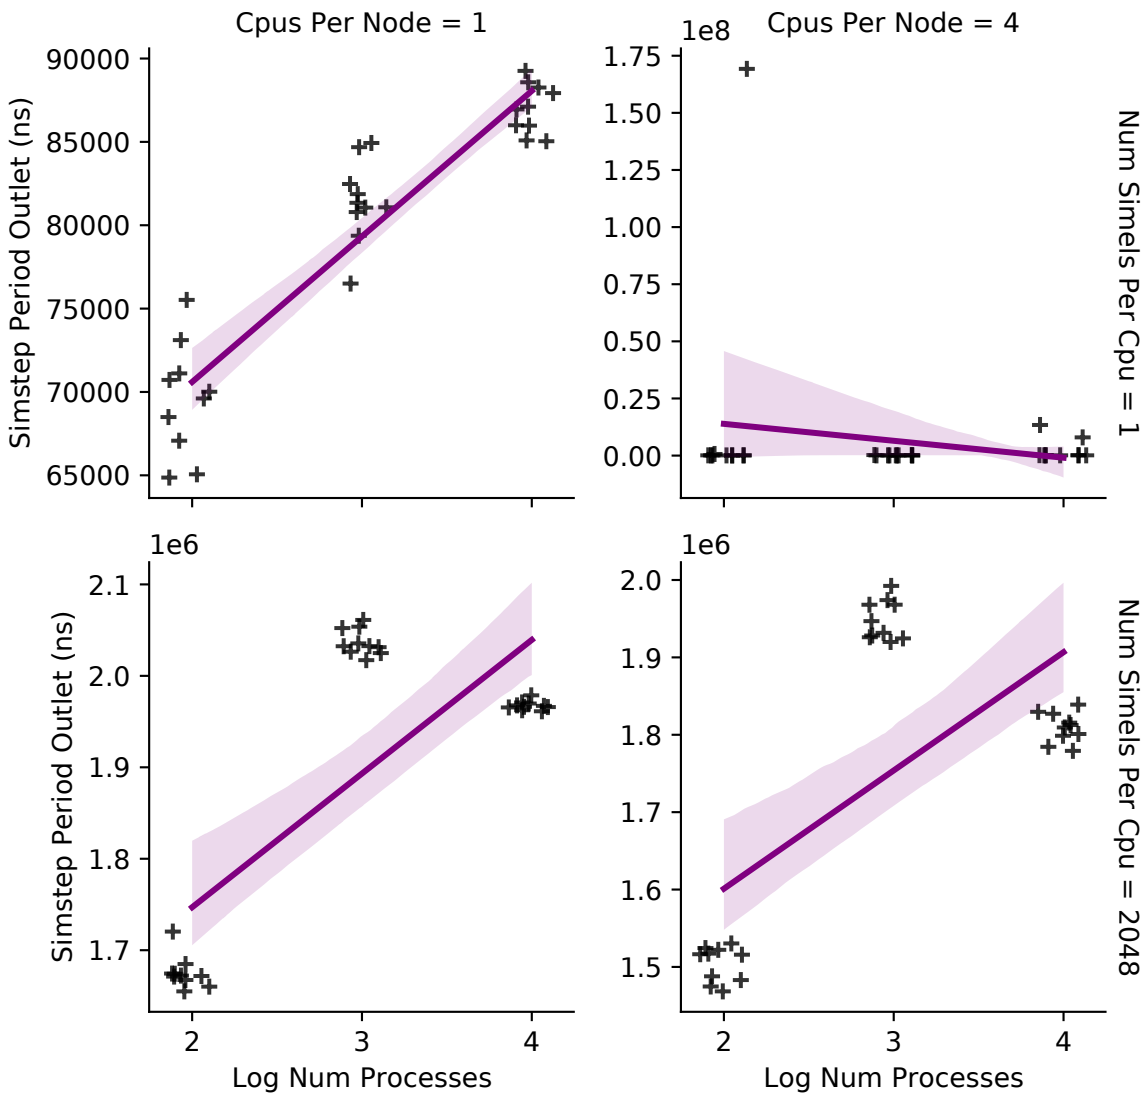 Cpus Per Node = 1
Cpus Per Node = 4
1e8
90000
85000
80000
75000
70000
65000
Simstep Period Outlet (ns)
1.75
1.50
1.25
1.00
0.75
0.50
0.25
0.00
Num Simels Per Cpu = 1
1e6
2.1
2.0
1.9
1.8
1.7
Simstep Period Outlet (ns)
2
3
4
Log Num Processes
1e6
2.0
1.9
1.8
1.7
1.6
1.5
Num Simels Per Cpu = 2048
2
3
4
Log Num Processes